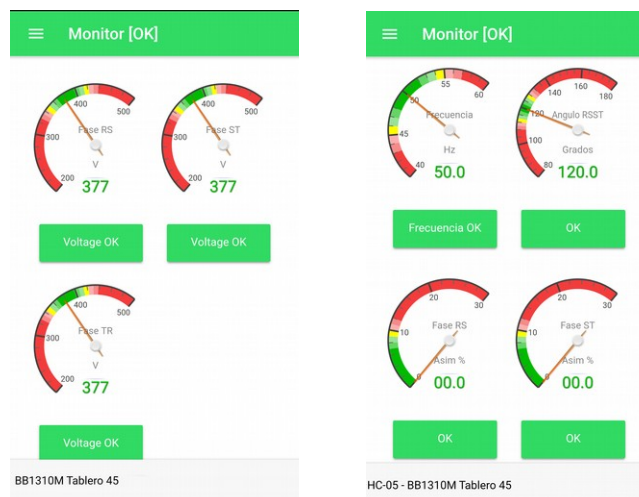 Monitor [OK]
200
300
400
500
Fase RS
V
377
200
300
400
500
Fase ST
V
377
Voltage OK
Voltage OK
200
300
400
500
Fase TR
V
377
Voltage OK
BB1310M Tablero 45
Monitor [OK]
40
45
50
55
60
Frecuencia
Hz
50.0
80
100
120
140
160
180
Angulo RSST
Grados
120.0
Frecuencia OK
OK
0
10
20
30
Fase RS
Asim %
00.0
0
10
20
30
Fase ST
Asim %
00.0
OK
OK
HC-05 - BB1310M Tablero 45